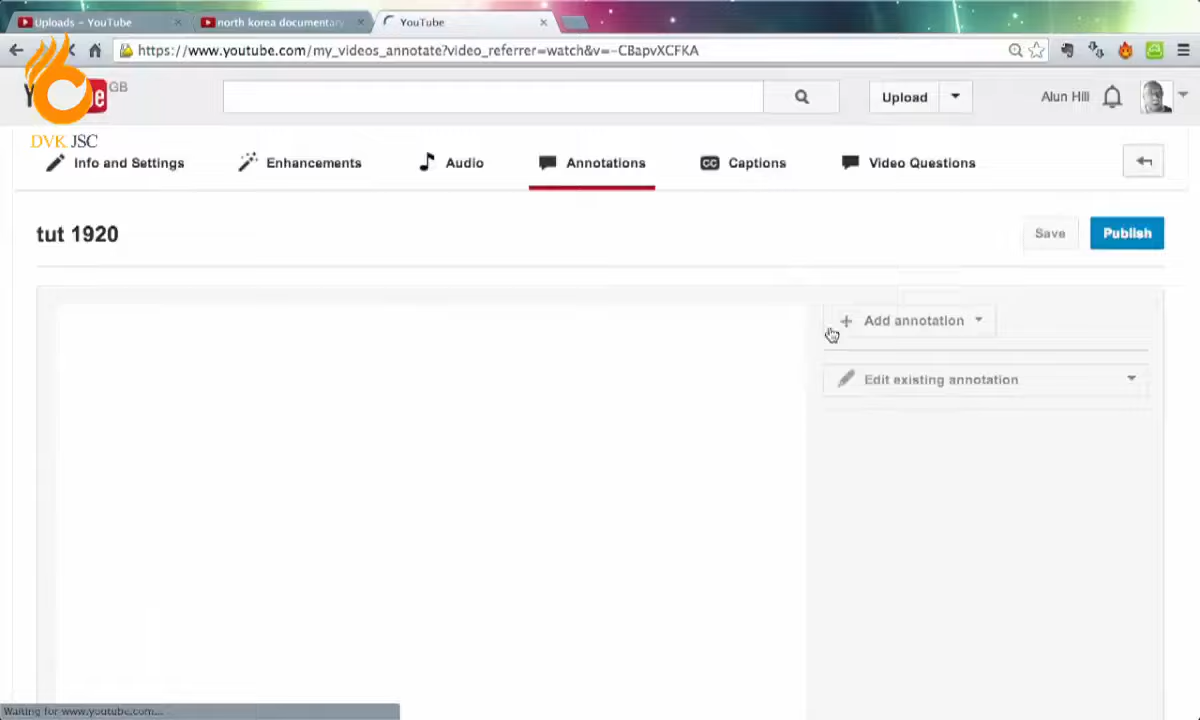 Uploads - YouTube
north korea documentary
YouTube
https://www.youtube.com/my_videos_annotate?video_referrer=watch&v=-CBapvXCFKA
GB
Upload
Alun Hill
DVK JSC
Info and Settings
Enhancements
Audio
Annotations
CC
Captions
Video Questions
tut 1920
Save
Publish
+ Add annotation
Edit existing annotation
Waiting for www.youtube.com...